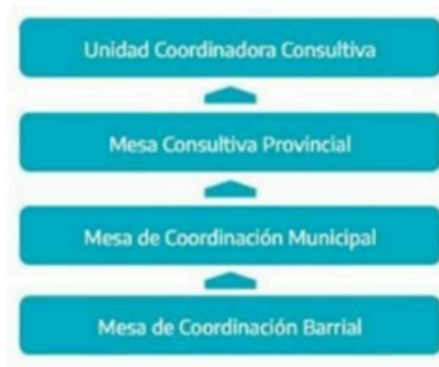 Unidad Coordinadora Consultiva
Mesa Consultiva Provincial
Mesa de Coordinación Municipal
Mesa de Coordinación Barrial